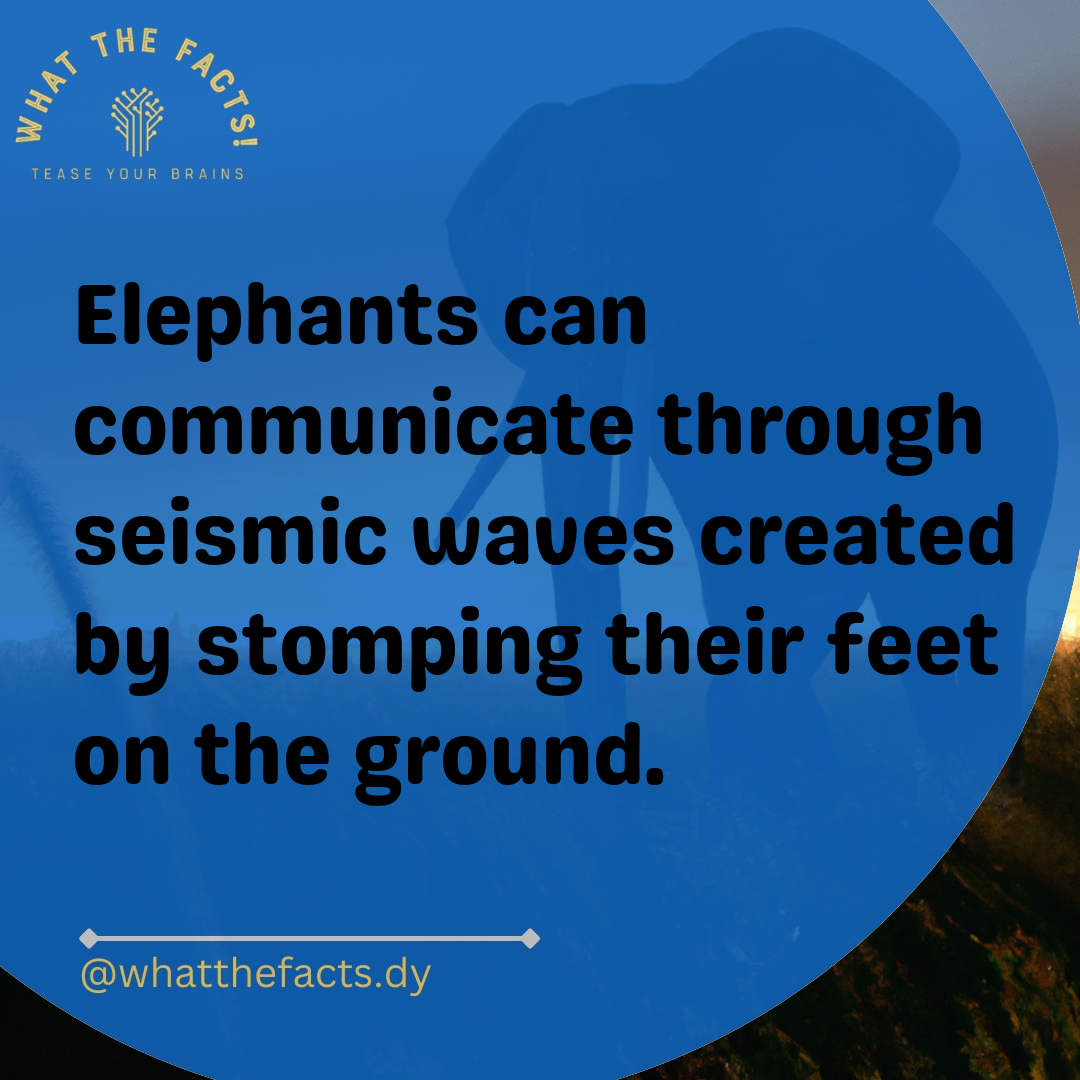 WHAT THE FACTS!
TEASE YOUR BRAINS
Elephants can
communicate through
seismic waves created
by stomping their feet
on the ground.
@whatthefacts.dy